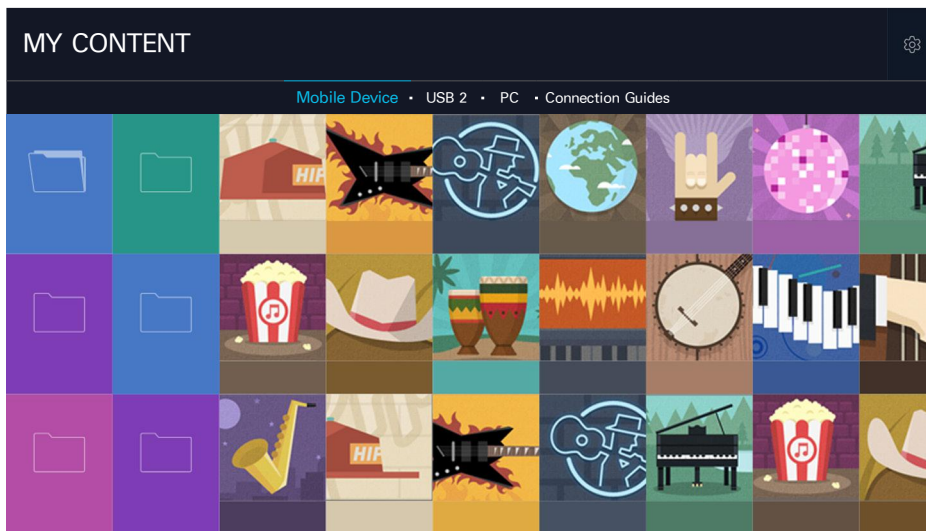 MY CONTENT
Mobile Device • USB 2 • PC • Connection Guides
HIP
HIP